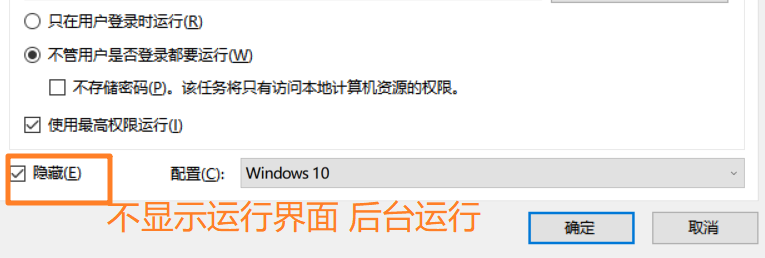 只在用户登录时运行(R)
不管用户是否登录都要运行(W)
不存储密码(P)。该任务将只有访问本地计算机资源的权限。
使用最高权限运行(I)
隐藏(E) 配置(C): Windows 10
不显示运行界面 后台运行
确定 取消